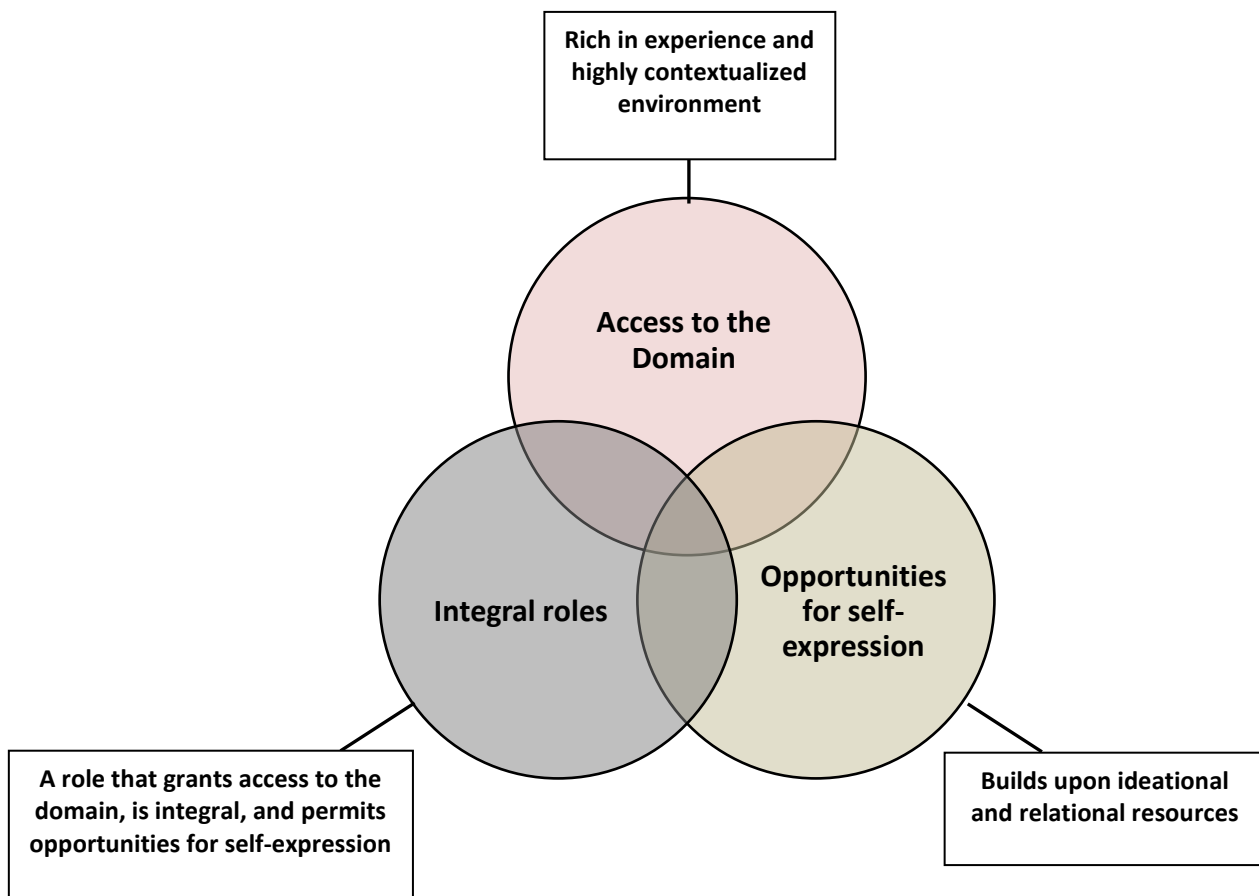 Rich in experience and
highly contextualized
environment
Access to the
Domain
Integral roles
Opportunities
for self-
expression
A role that grants access to the
domain, is integral, and permits
opportunities for self-expression
Builds upon ideational
and relational resources